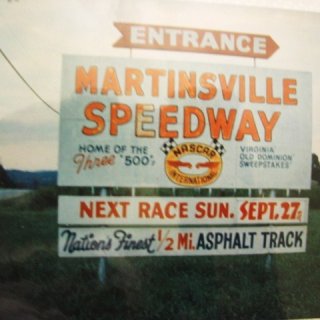 ENTRANCE
MARTINSVILLE
SPEEDWAY
HOME OF THE
Three '500's
NASCAR
INTERNATIONAL
VIRGINIA
OLD DOMINION
SWEEPSTAKES
NEXT RACE SUN. SEPT. 27,
Nation's Finest 1/2 Mi. ASPHALT TRACK